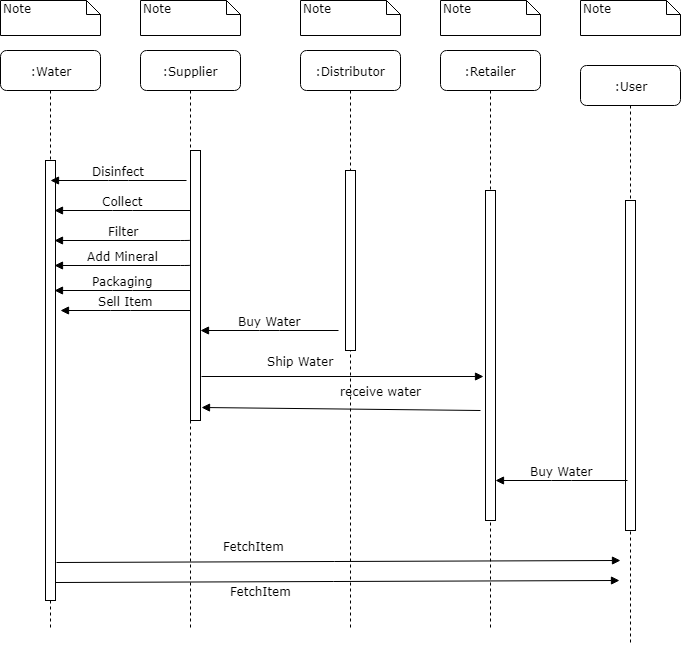 Note
Note
Note
Note
Note
:Water
:Supplier
:Distributor
:Retailer
:User
Disinfect
Collect
Filter
Add Mineral
Packaging
Sell Item
Buy Water
Ship Water
receive water
Buy Water
FetchItem
FetchItem